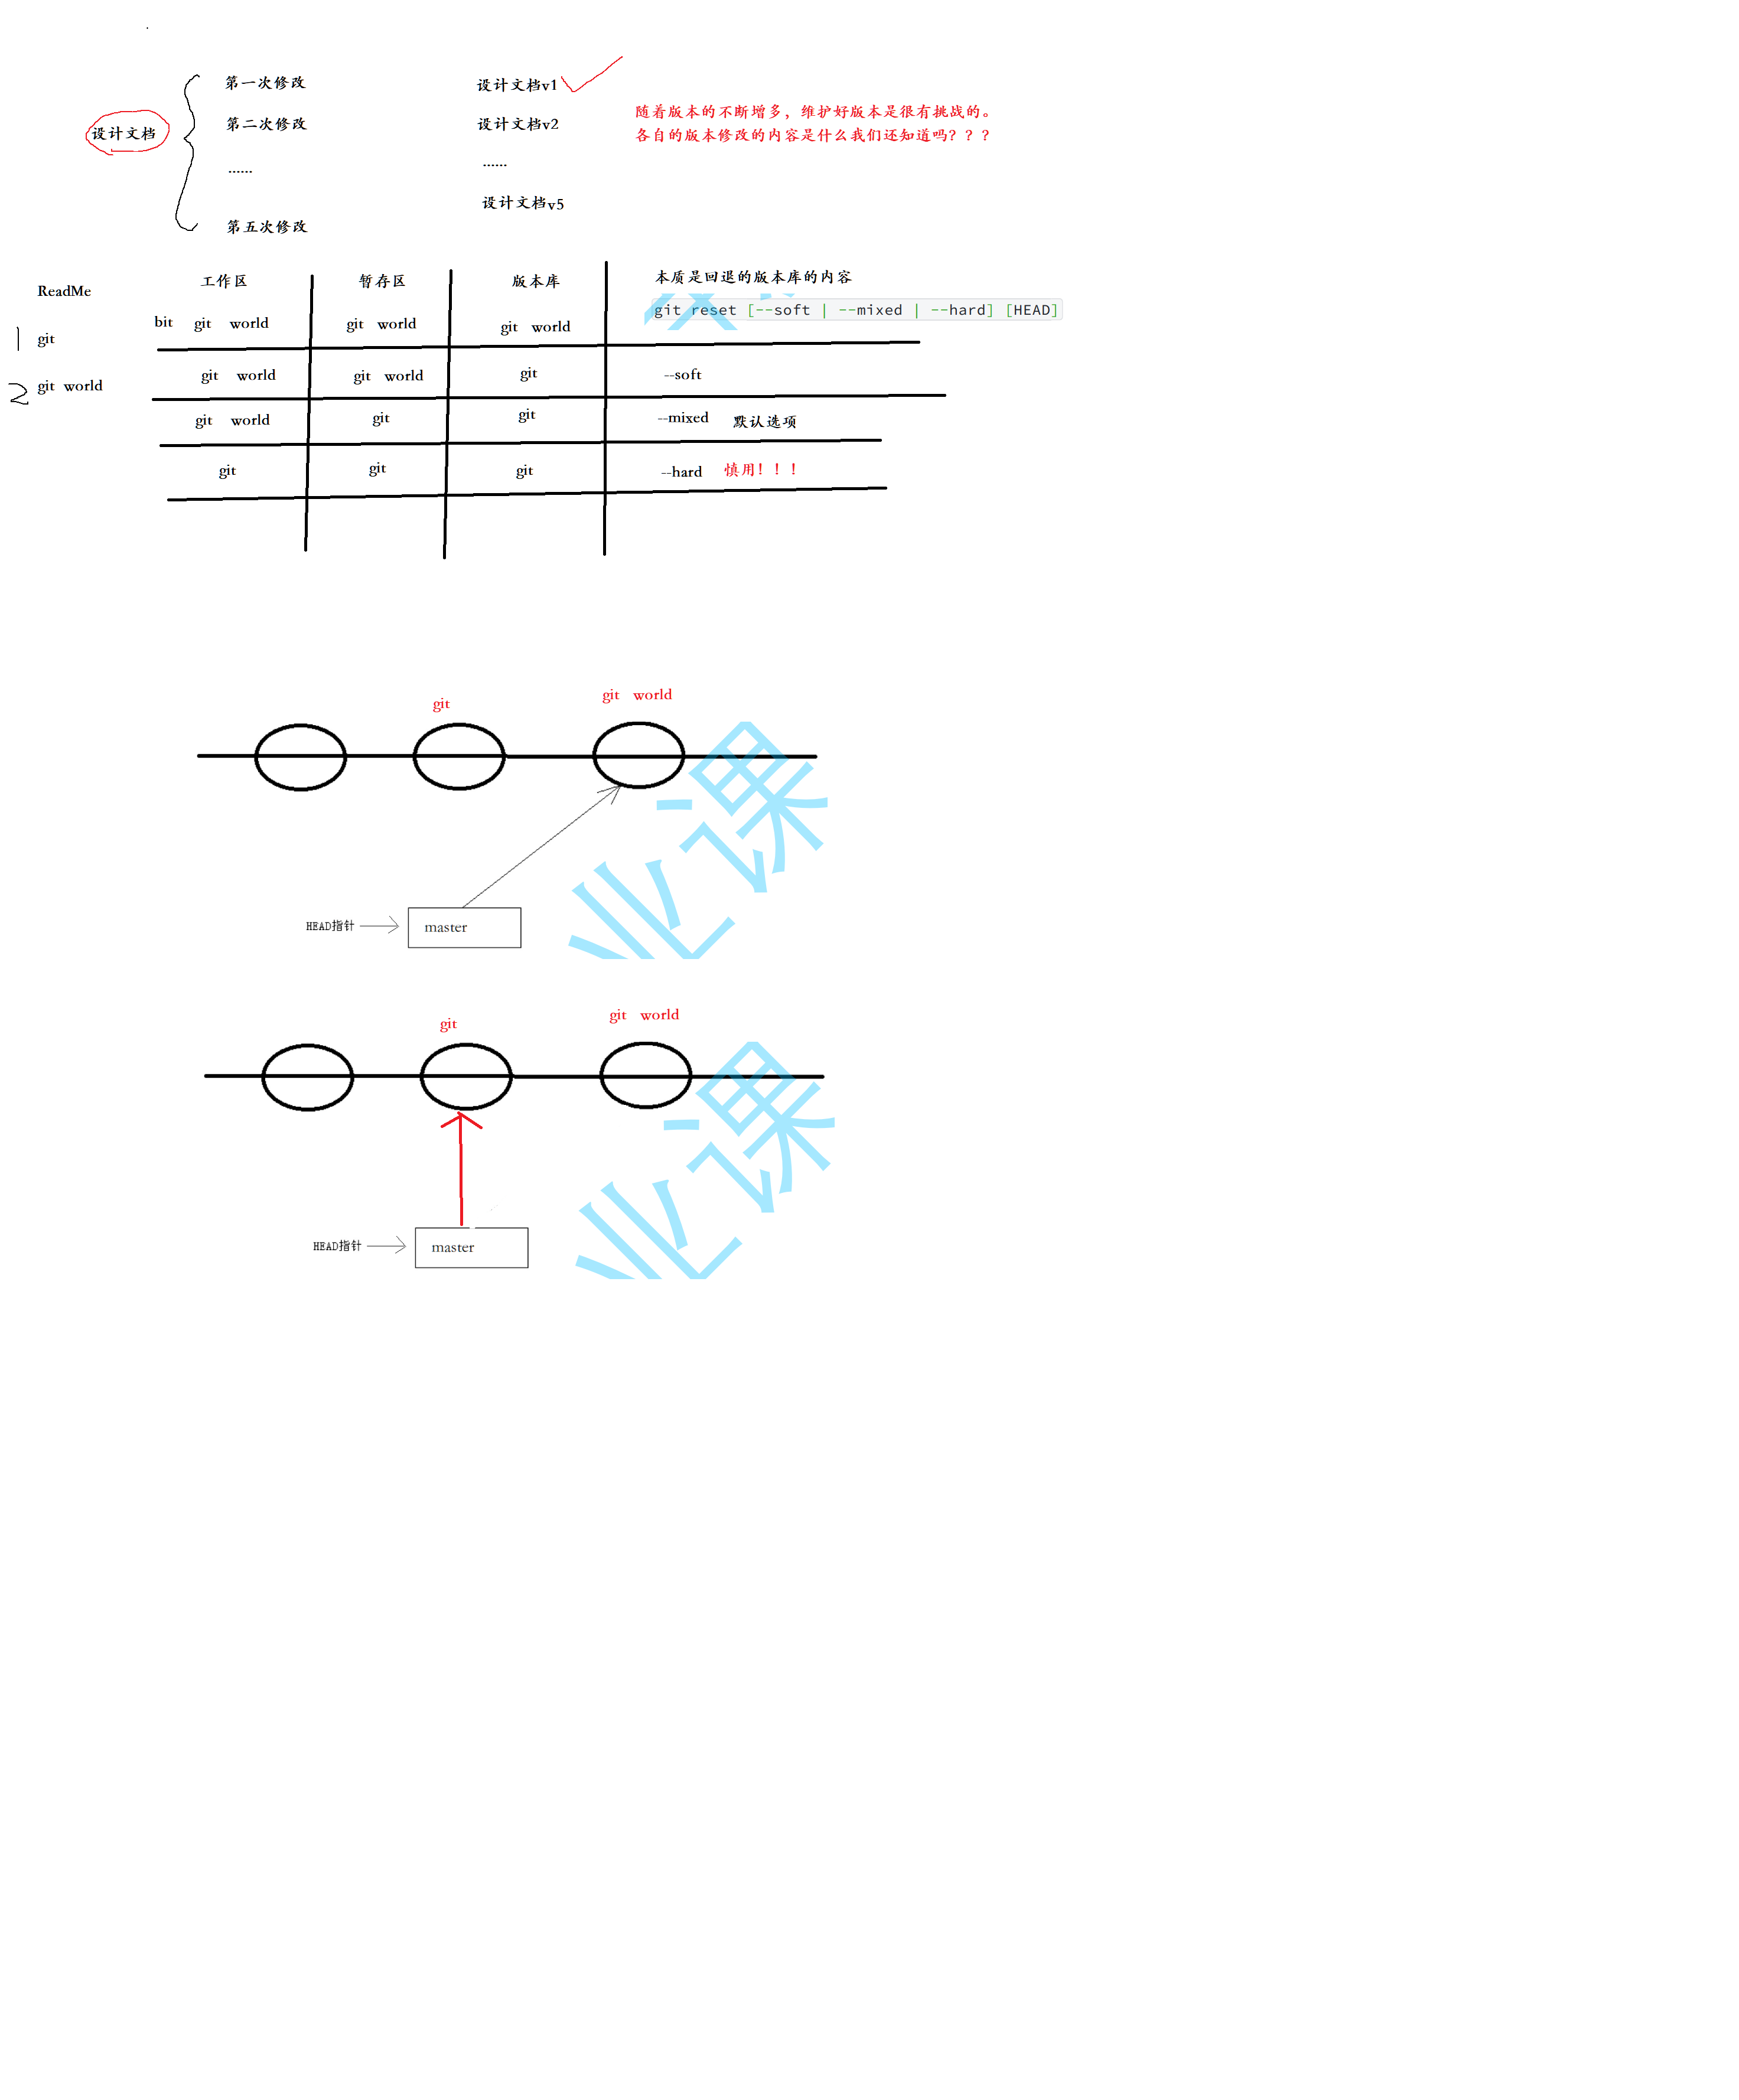 第一次修改 设计文档v1
随着版本的不断增多，维护好版本是很有挑战的。
设计文档 第二次修改 设计文档v2
各自的版本修改的内容是什么我们还知道吗？？？
...... ......
设计文档v5
第五次修改
ReadMe 工作区 暂存区 版本库 本质是回退的版本库的内容
git reset [--soft | --mixed | --hard] [HEAD]
bit git world git world git world
1 git
git world git world git --soft
2 git world
git world git git --mixed 默认选项
git git git --hard 慎用！！！
git git world
业课
HEAD指针 master
git git world
业课
HEAD指针 master